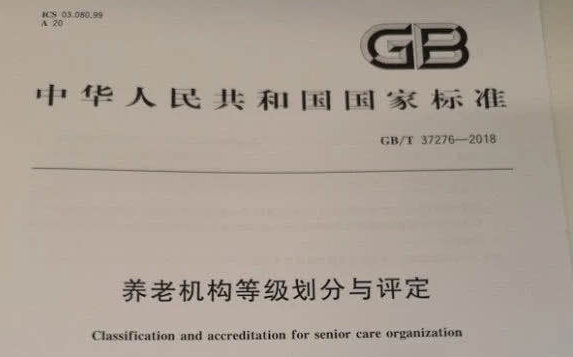 ICS 03.080.99
A 20
GB
中华人民共和国国家标准
GB/T 37276—2018
养老机构等级划分与评定
Classification and accreditation for senior care organization